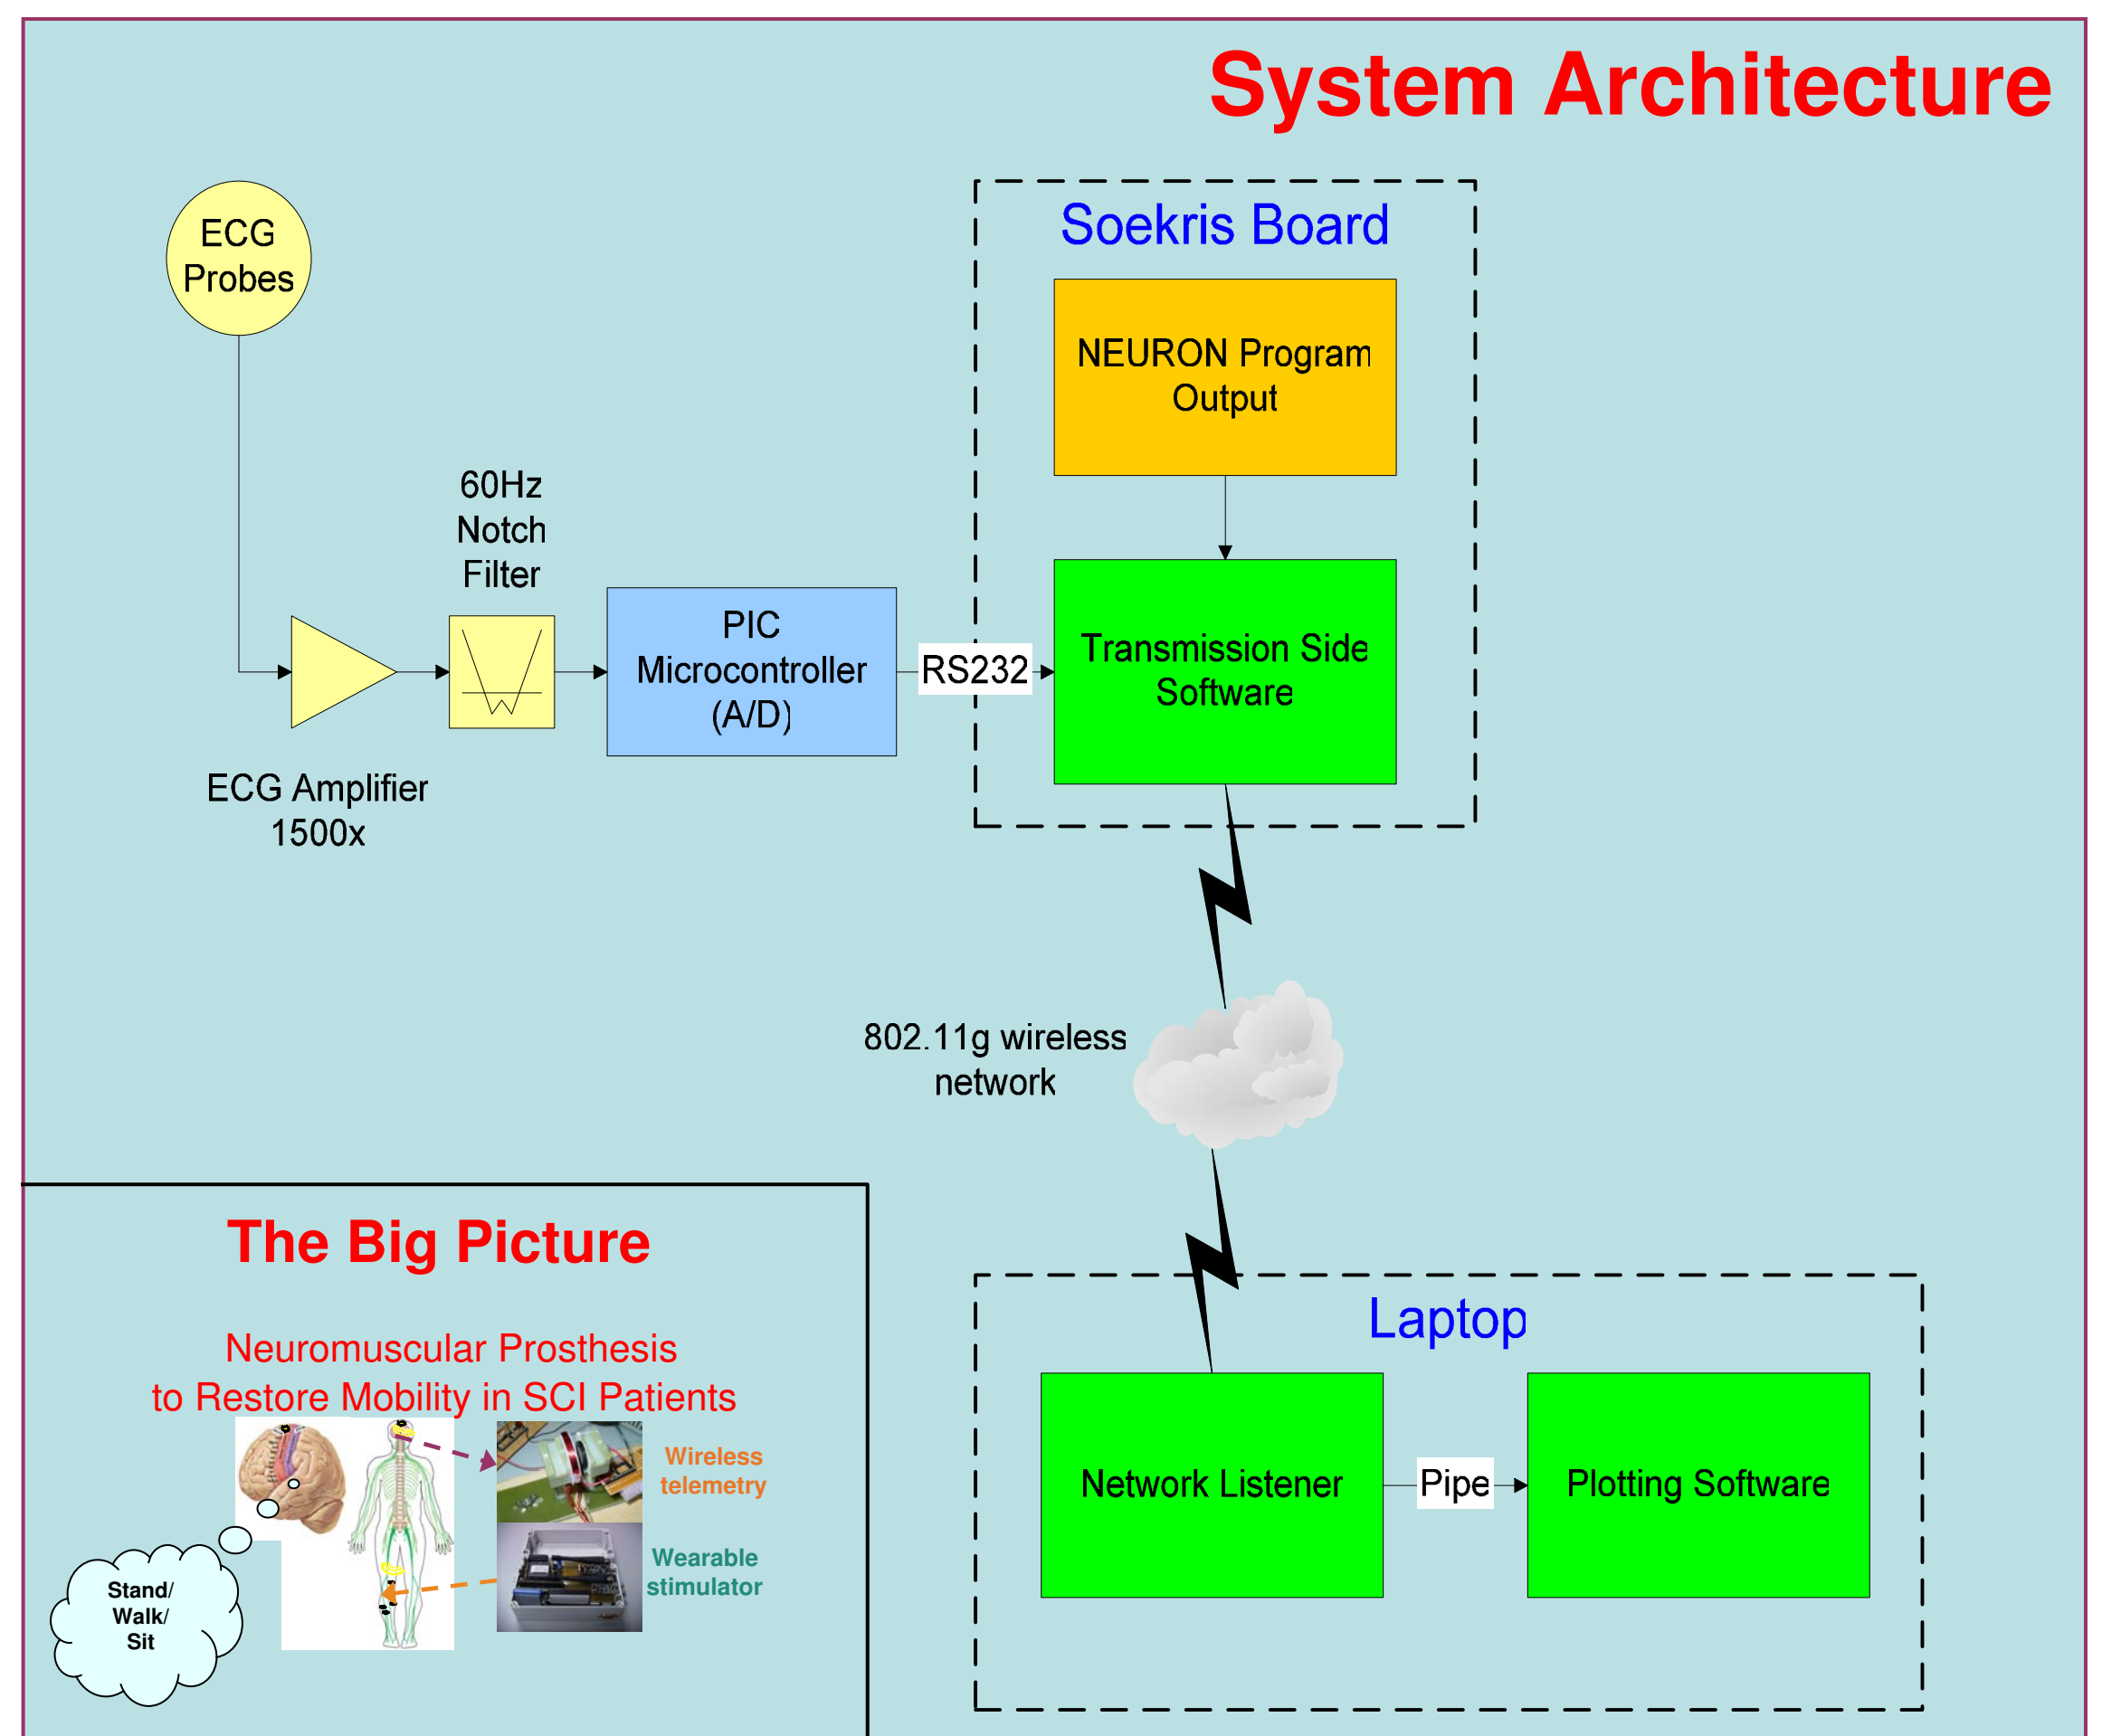 System Architecture
ECG
Probes
Soekris Board
NEURON Program
Output
60Hz
Notch
Filter
PIC
Microcontroller
(A/D)
RS232
Transmission Side
Software
ECG Amplifier
1500x
802.11g wireless
network
The Big Picture
Neuromuscular Prosthesis
to Restore Mobility in SCI Patients
Wireless
telemetry
Wearable
stimulator
Stand/
Walk/
Sit
Laptop
Network Listener
Pipe
Plotting Software